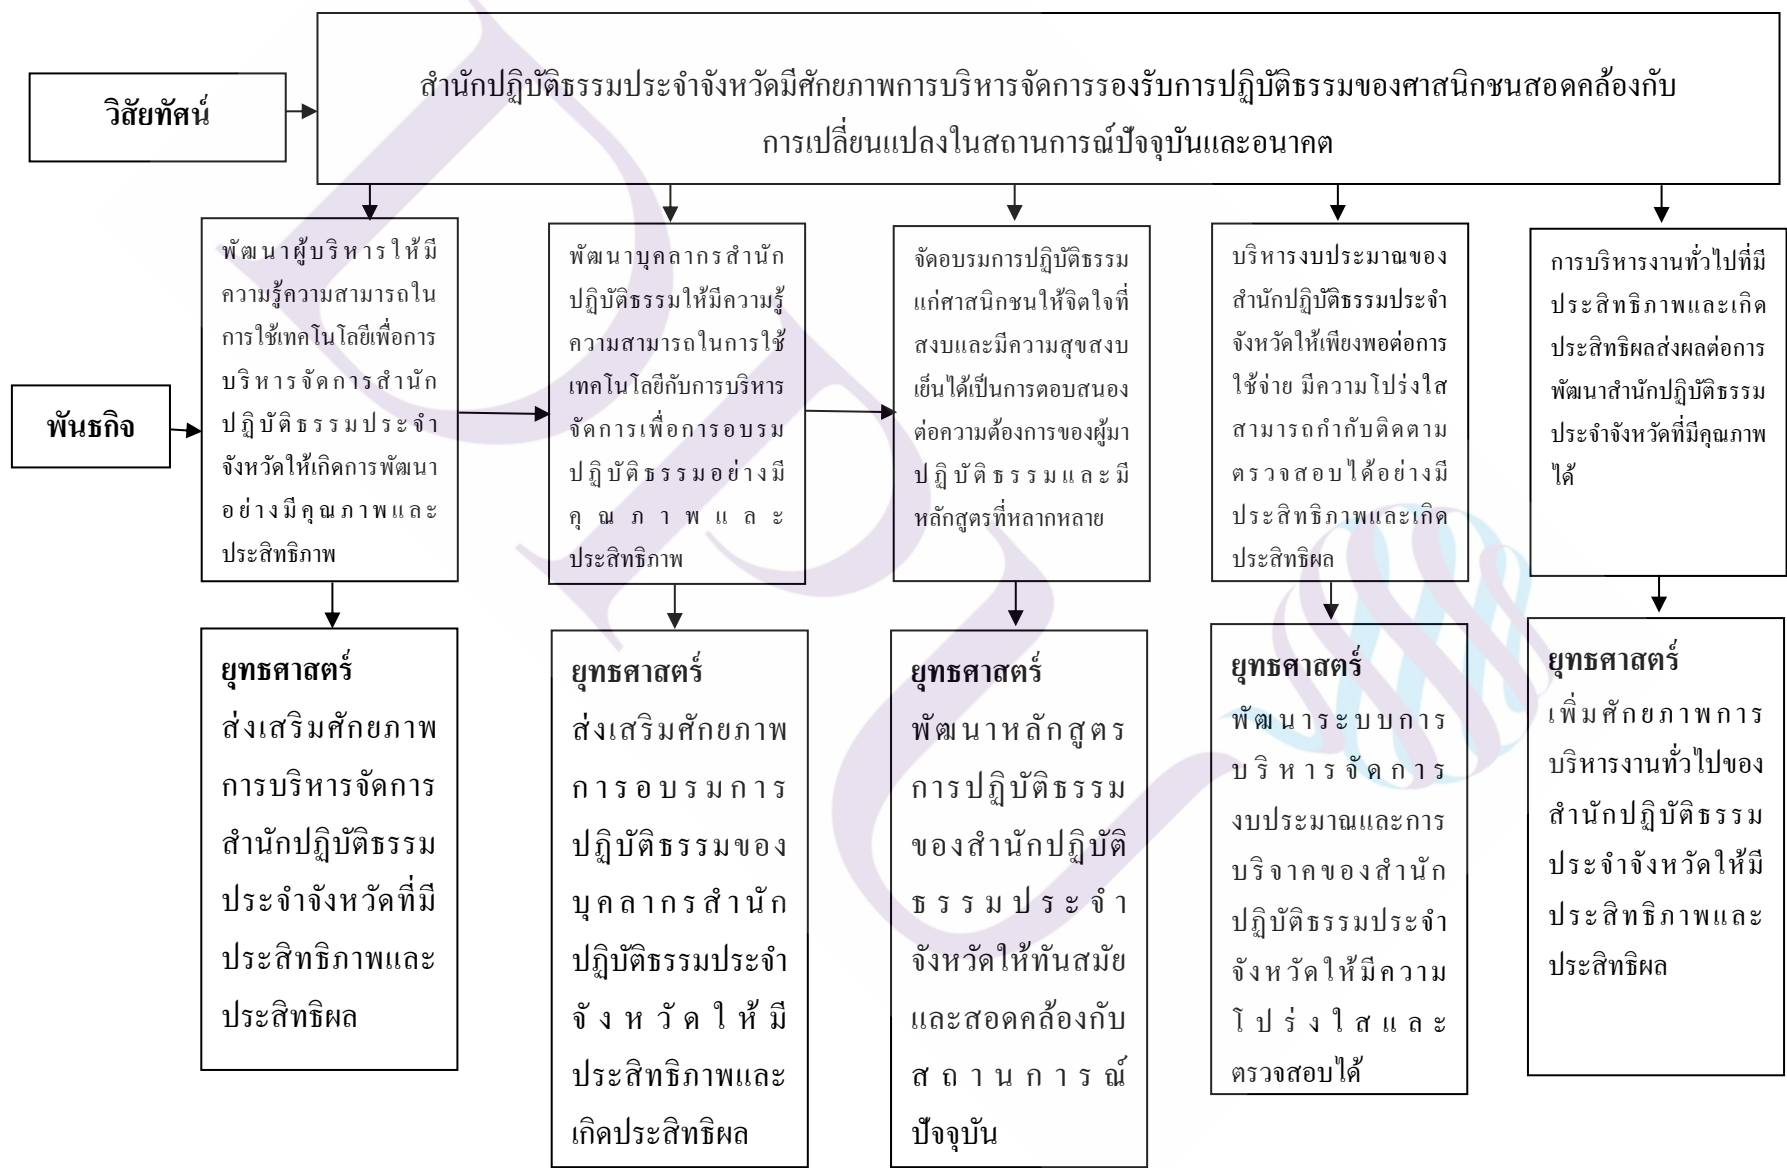 วิสัยทัศน์
สำนักปฏิบัติธรรมประจำจังหวัดมีศักยภาพการบริหารจัดการรองรับการปฏิบัติธรรมของศาสนิกชนสอดคล้องกับ
การเปลี่ยนแปลงในสถานการณ์ปัจจุบันและอนาคต
พันธกิจ
พัฒนาผู้บริหารให้มี
ความรู้ความสามารถใน
การใช้เทคโนโลยีเพื่อการ
บริหารจัดการสำนัก
ปฏิบัติธรรมประจำ
จังหวัดให้เกิดการพัฒนา
อย่างมีคุณภาพและ
ประสิทธิภาพ
พัฒนาบุคลากรสำนัก
ปฏิบัติธรรมให้มีความรู้
ความสามารถในการใช้
เทคโนโลยีกับการบริหาร
จัดการเพื่อการอบรม
ปฏิบัติธรรมอย่างมี
คุณภาพและ
ประสิทธิภาพ
จัดอบรมการปฏิบัติธรรม
แก่ศาสนิกชนให้จิตใจที่
สงบและมีความสุขสงบ
เย็นได้เป็นการตอบสนอง
ต่อความต้องการของผู้มา
ปฏิบัติธรรมและมี
หลักสูตรที่หลากหลาย
บริหารงบประมาณของ
สำนักปฏิบัติธรรมประจำ
จังหวัดให้เพียงพอต่อการ
ใช้จ่าย มีความโปร่งใส
สามารถกำกับติดตาม
ตรวจสอบได้อย่างมี
ประสิทธิภาพและเกิด
ประสิทธิผล
การบริหารงานทั่วไปที่มี
ประสิทธิภาพและเกิด
ประสิทธิผลส่งผลต่อการ
พัฒนาสำนักปฏิบัติธรรม
ประจำจังหวัดที่มีคุณภาพ
ได้
ยุทธศาสตร์
ส่งเสริมศักยภาพ
การบริหารจัดการ
สำนักปฏิบัติธรรม
ประจำจังหวัดที่มี
ประสิทธิภาพและ
ประสิทธิผล
ยุทธศาสตร์
ส่งเสริมศักยภาพ
การอบรมการ
ปฏิบัติธรรมของ
บุคลากรสำนัก
ปฏิบัติธรรมประจำ
จังหวัดให้มี
ประสิทธิภาพและ
เกิดประสิทธิผล
ยุทธศาสตร์
พัฒนาหลักสูตร
การปฏิบัติธรรม
ของสำนักปฏิบัติ
ธรรมประจำ
จังหวัดให้ทันสมัย
และสอดคล้องกับ
สถานการณ์
ปัจจุบัน
ยุทธศาสตร์
พัฒนาระบบการ
บริหารจัดการ
งบประมาณและการ
บริจาคของสำนัก
ปฏิบัติธรรมประจำ
จังหวัดให้มีความ
โปร่งใสและ
ตรวจสอบได้
ยุทธศาสตร์
เพิ่มศักยภาพการ
บริหารงานทั่วไปของ
สำนักปฏิบัติธรรม
ประจำจังหวัดให้มี
ประสิทธิภาพและ
ประสิทธิผล
DPU